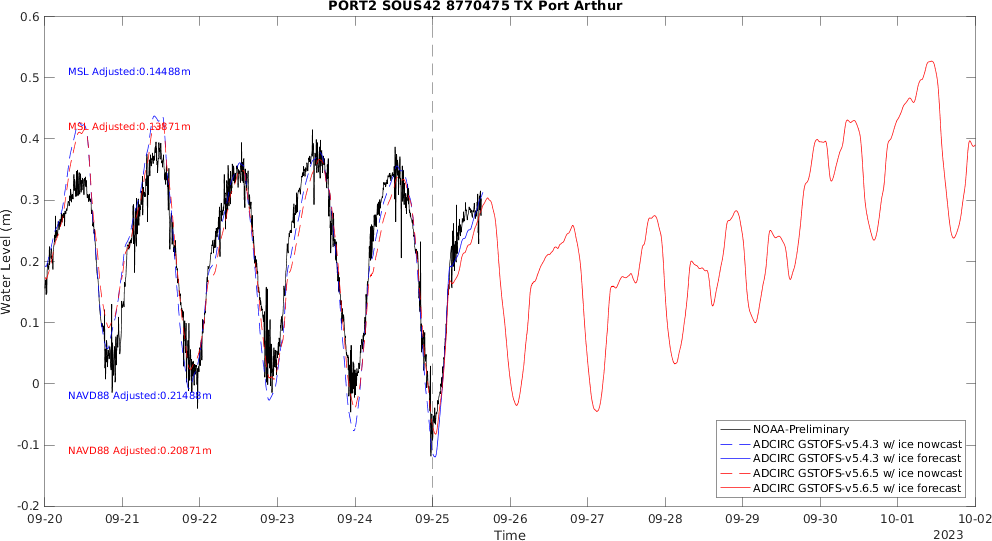 PORT2 SOUS42 8770475 TX Port Arthur
0.6
0.5
0.4
0.3
0.2
0.1
0
-0.1
-0.2
Water Level (m)
MSL Adjusted:0.14488m
MSL Adjusted:0.13871m
NAVD88 Adjusted:0.21488m
NAVD88 Adjusted:0.20871m
NOAA-Preliminary
ADCIRC GSTOFS-v5.4.3 w/ ice nowcast
ADCIRC GSTOFS-v5.4.3 w/ ice forecast
ADCIRC GSTOFS-v5.6.5 w/ ice nowcast
ADCIRC GSTOFS-v5.6.5 w/ ice forecast
09-20 09-21 09-22 09-23 09-24 09-25 09-26 09-27 09-28 09-29 09-30 10-01 10-02
Time
2023